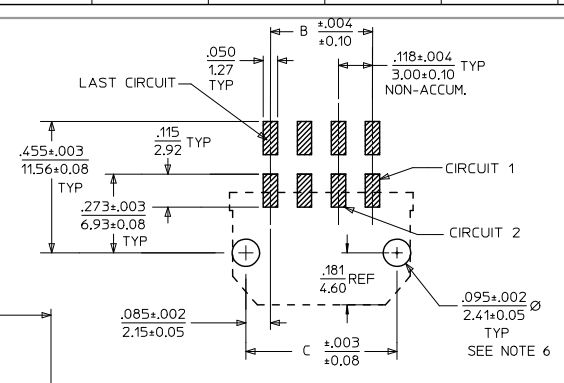 B ±.004
±0.10
.050
1.27
TYP
.118±.004
3.00±0.10
TYP
NON-ACCUM.
LAST CIRCUIT
.115
2.92
TYP
.455±.003
11.56±0.08
TYP
CIRCUIT 1
.273±.003
6.93±0.08
TYP
CIRCUIT 2
.181
4.60
REF
.095±.002
2.41±0.05
Ø
TYP
SEE NOTE 6
.085±.002
2.15±0.05
C ±.003
±0.08